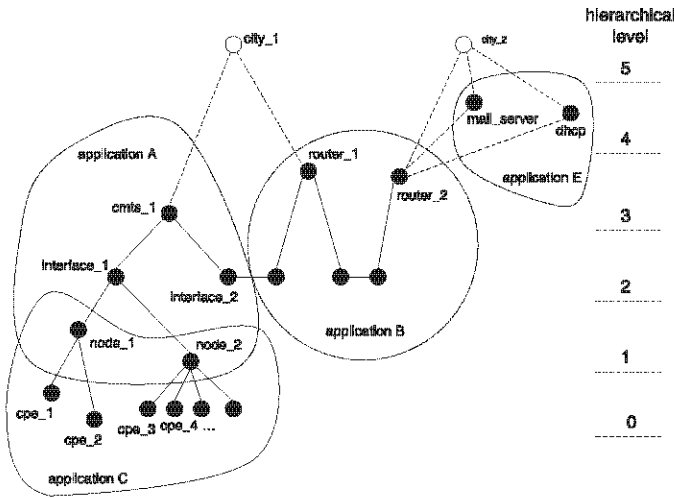 hierarchical
level
city_1
city_2
5
mail_server
dhcp
4
application A
router_1
application E
router_2
cmts_1
3
interface_1
interface_2
2
application B
node_1
node_2
1
cpe_1
cpe_2
cpe_3
cpe_4
...
0
application C